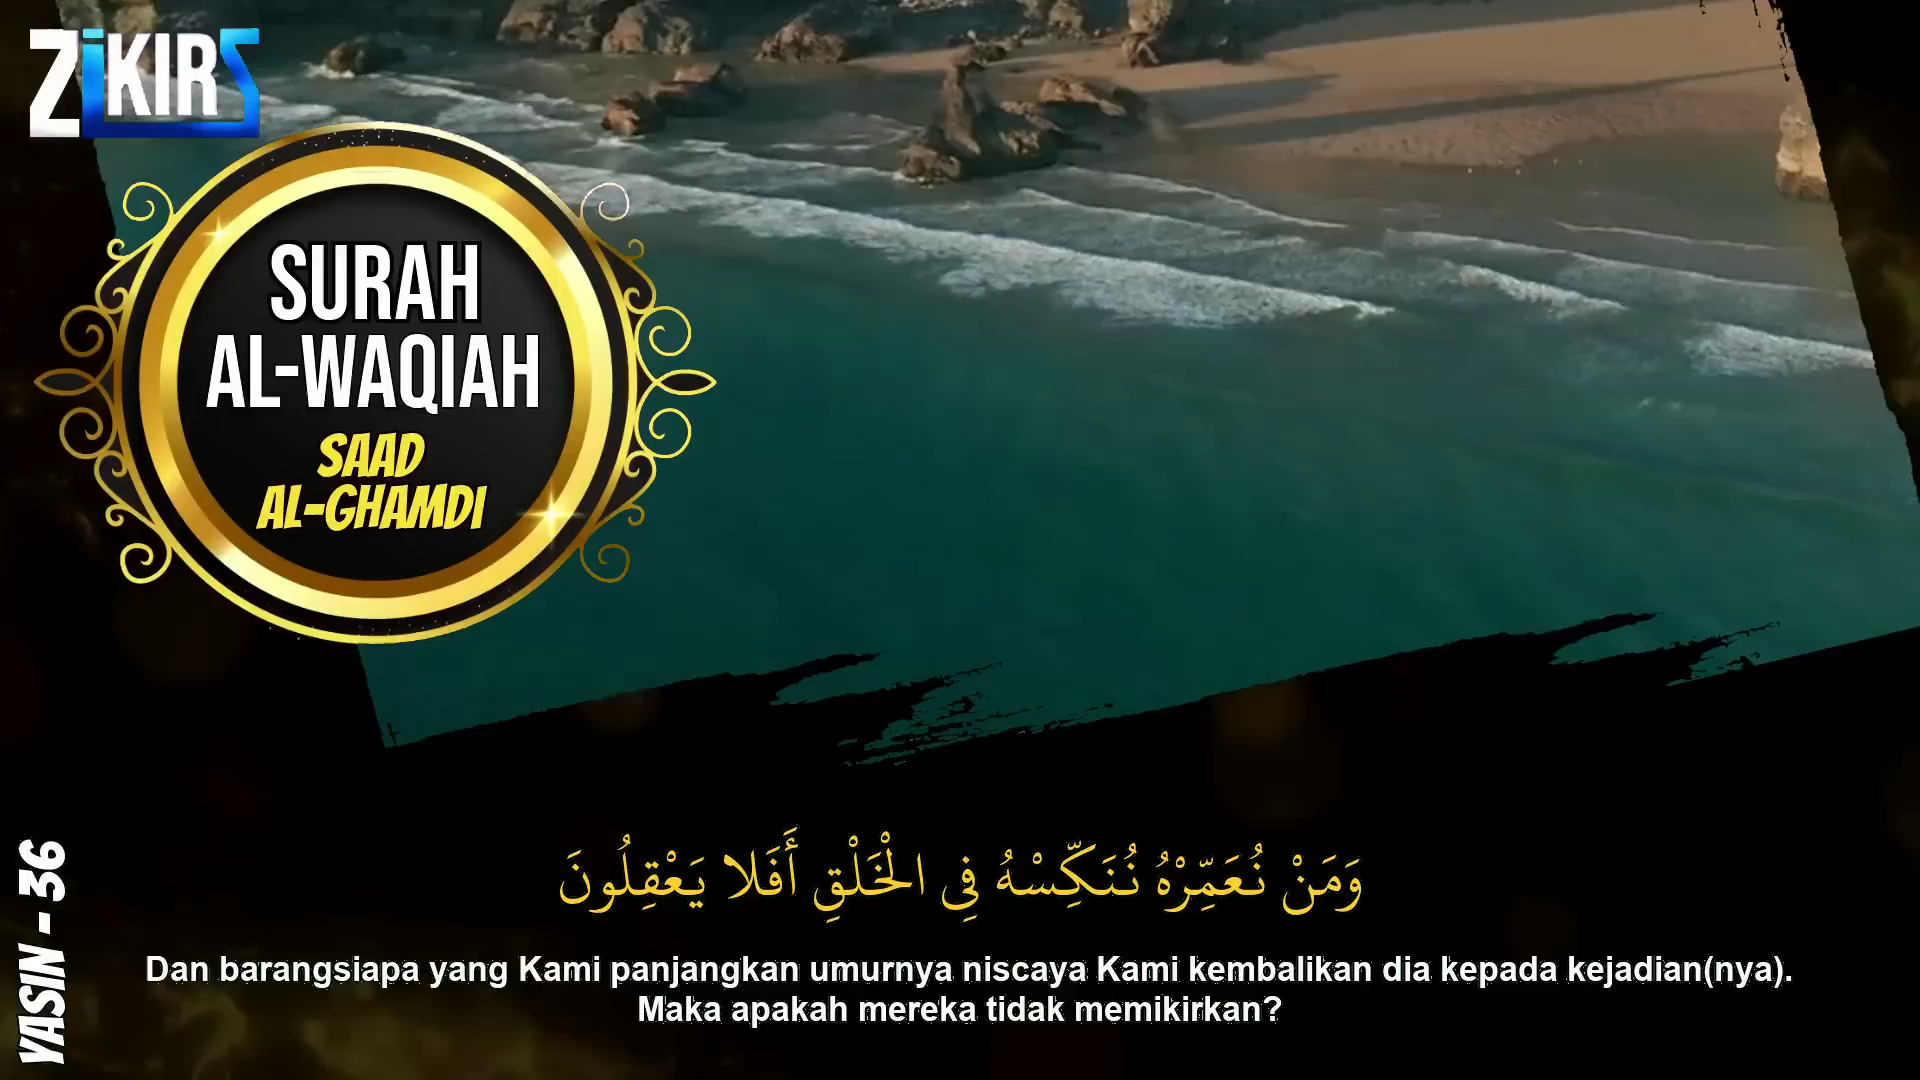 ZiKIRS
SURAH
AL-WAQIAH
SAAD
AL-GHAMDI
وَمَنْ نُعَمِّرْهُ نُنَكِّسْهُ فِي الْخَلْقِ أَفَلا يَعْقِلُونَ
Dan barangsiapa yang Kami panjangkan umurnya niscaya Kami kembalikan dia kepada kejadian(nya).
Maka apakah mereka tidak memikirkan?
YASIN - 36